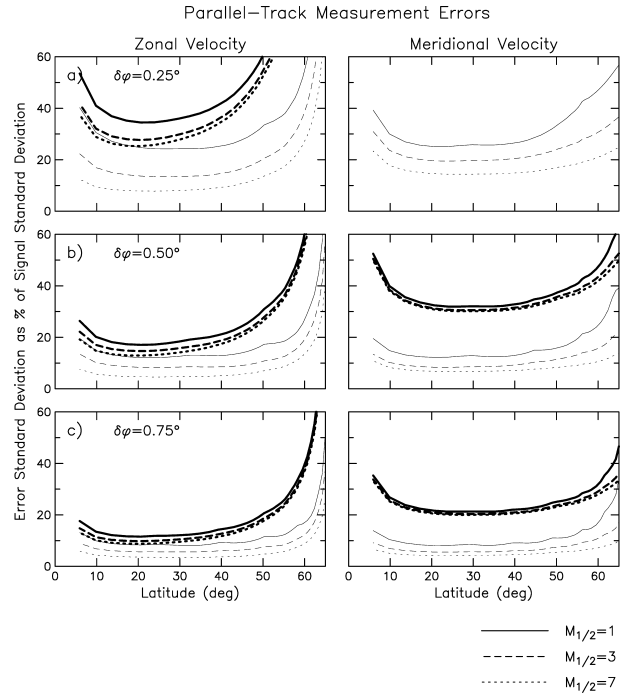 Parallel–Track Measurement Errors
Zonal Velocity
Meridional Velocity
Error Standard Deviation as % of Signal Standard Deviation
a) δφ=0.25°
60
40
20
0
b) δφ=0.50°
60
40
20
0
c) δφ=0.75°
60
40
20
0
0 10 20 30 40 50 60
0 10 20 30 40 50 60
Latitude (deg)
Latitude (deg)
M1/2=1
M1/2=3
M1/2=7